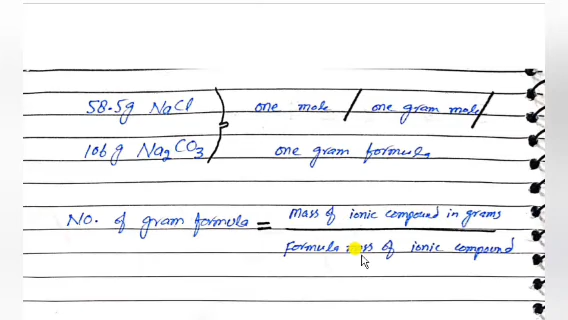 58.5g NaCl } one mole / one gram mole /
106 g Na₂CO₃ one gram formula
NO. of gram formula = Mass of ionic compound in grams
formula mass of ionic compound